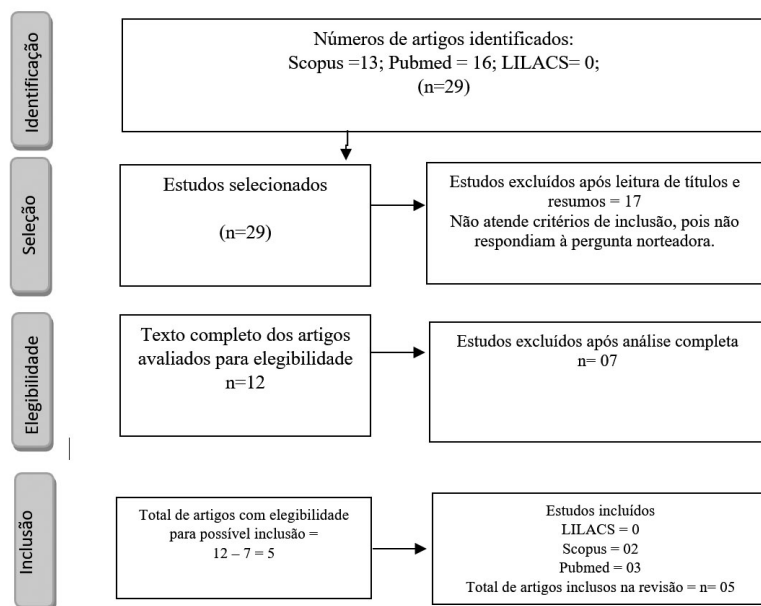 Identificação
Números de artigos identificados:
Scopus =13; Pubmed = 16; LILACS= 0;
(n=29)
Seleção
Estudos selecionados
(n=29)
Estudos excluídos após leitura de títulos e
resumos = 17
Não atende critérios de inclusão, pois não
respondiam à pergunta norteadora.
Elegibilidade
Texto completo dos artigos
avaliados para elegibilidade
n=12
Estudos excluídos após análise completa
n= 07
Inclusão
Total de artigos com elegibilidade
para possível inclusão =
12 – 7 = 5
Estudos incluídos
LILACS = 0
Scopus = 02
Pubmed = 03
Total de artigos inclusos na revisão = n= 05